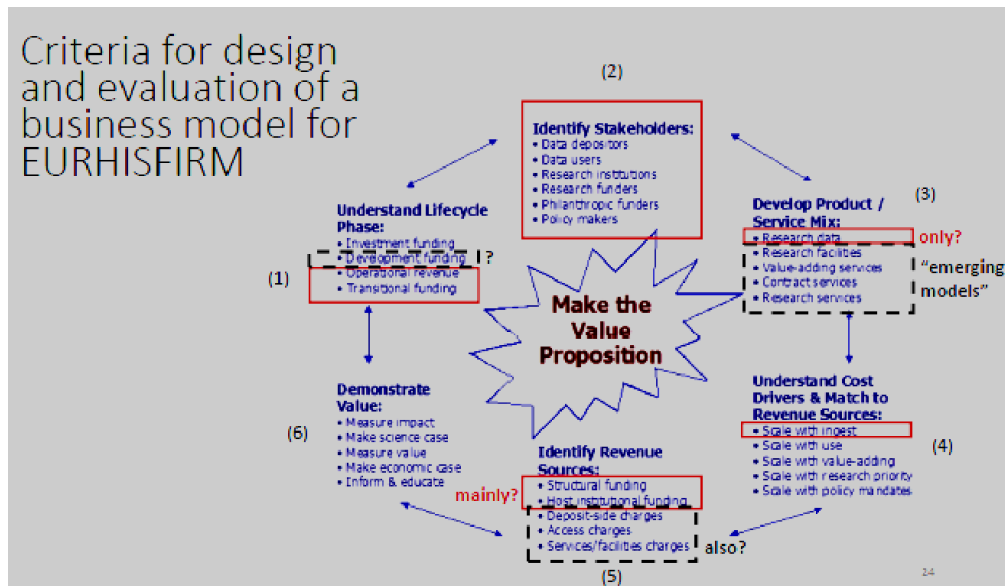 Criteria for design
and evaluation of a
business model for
EURHISFIRM
(2)
Identify Stakeholders:
• Data depositors
• Data users
• Research institutions
• Research funders
• Philanthropic funders
• Policy makers
(3)
Develop Product /
Service Mix:
• Research data
only?
• Research facilities
• Value-adding services
• Contract services
• Research services
"emerging
models"
Understand Lifecycle
Phase:
• Investment funding
• Development funding
?
• Operational revenue
• Transitional funding
(1)
Make the
Value
Proposition
Understand Cost
Drivers & Match to
Revenue Sources:
• Scale with ingest
• Scale with use
• Scale with value-adding
• Scale with research priority
• Scale with policy mandates
(4)
Demonstrate
Value:
• Measure impact
• Make science case
• Measure value
• Make economic case
• Inform & educate
(6)
Identify Revenue
Sources:
• Structural funding
• Host institutional funding
mainly?
• Deposit-side charges
• Access charges
• Services/facilities charges
also?
(5)
24